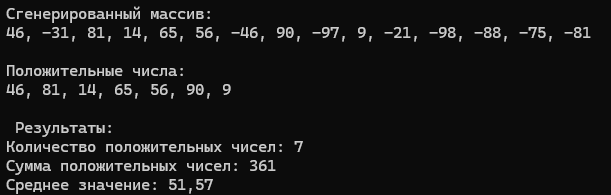 Сгенерированный массив:
46, -31, 81, 14, 65, 56, -46, 90, -97, 9, -21, -98, -88, -75, -81
Положительные числа:
46, 81, 14, 65, 56, 90, 9
Результаты:
Количество положительных чисел: 7
Сумма положительных чисел: 361
Среднее значение: 51,57